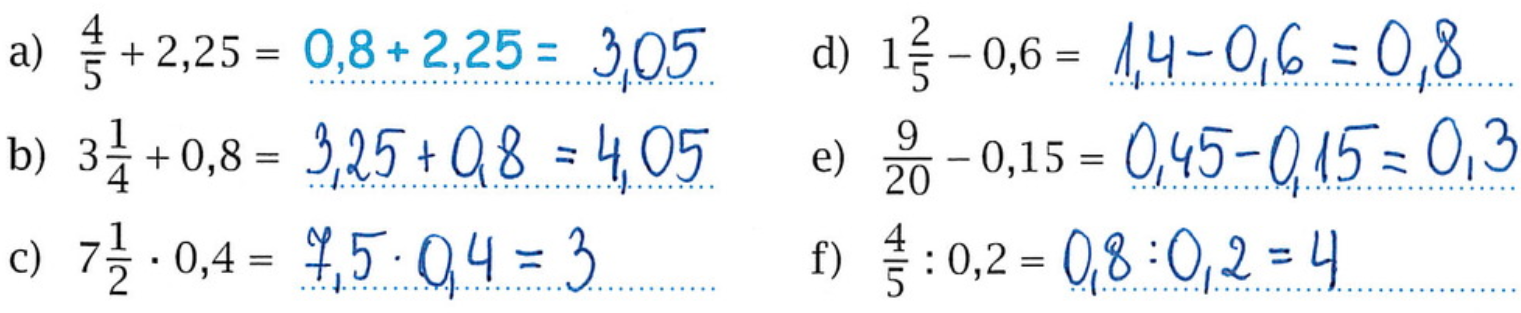 a) 4/5 + 2,25 = 0,8 + 2,25 = 3,05
b) 3 1/4 + 0,8 = 3,25 + 0,8 = 4,05
c) 7 1/2 · 0,4 = 7,5 · 0,4 = 3
d) 1 2/5 − 0,6 = 1,4 − 0,6 = 0,8
e) 9/20 − 0,15 = 0,45 − 0,15 = 0,3
f) 4/5 : 0,2 = 0,8 : 0,2 = 4